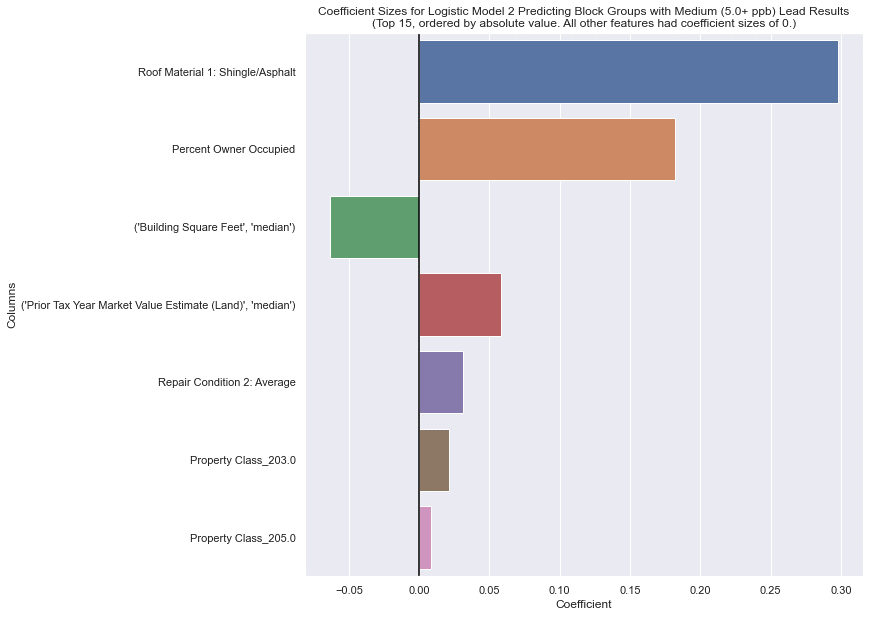 Coefficient Sizes for Logistic Model 2 Predicting Block Groups with Medium (5.0+ ppb) Lead Results
(Top 15, ordered by absolute value. All other features had coefficient sizes of 0.)
Roof Material 1: Shingle/Asphalt
Percent Owner Occupied
('Building Square Feet', 'median')
Columns
('Prior Tax Year Market Value Estimate (Land)', 'median')
Repair Condition 2: Average
Property Class_203.0
Property Class_205.0
−0.05 0.00 0.05 0.10 0.15 0.20 0.25 0.30
Coefficient